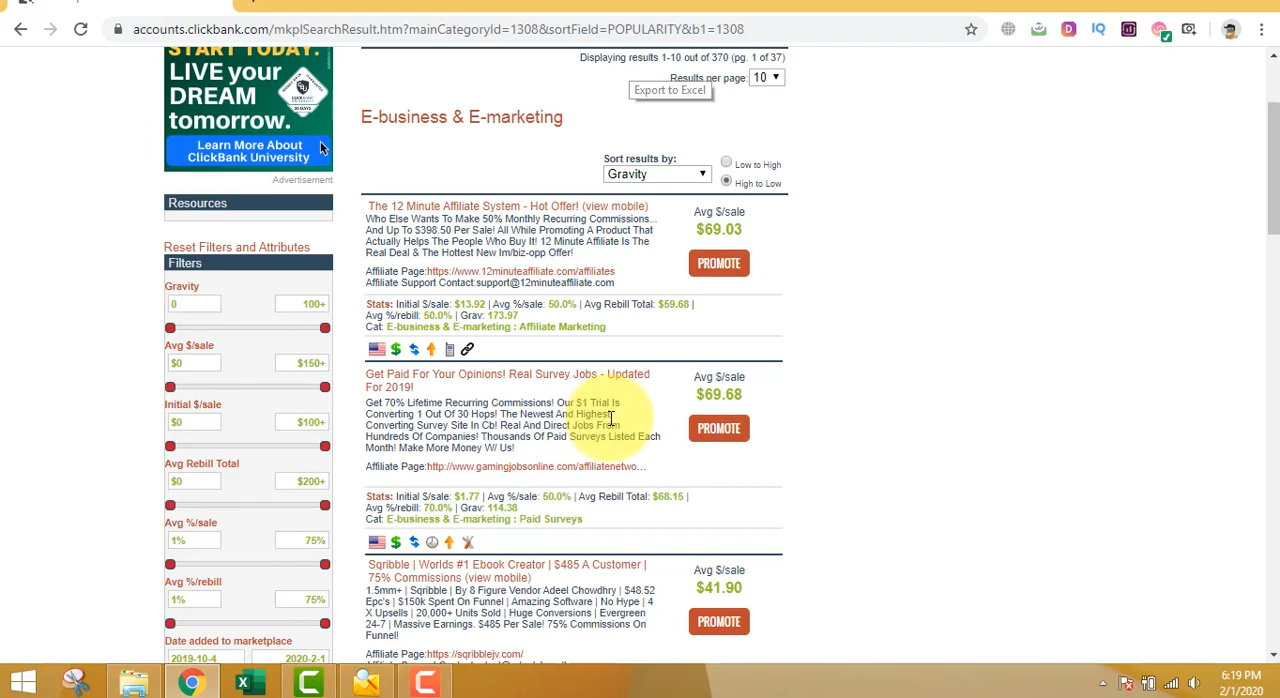 accounts.clickbank.com/mkplSearchResult.htm?mainCategoryId=1308&sortField=POPULARITY&b1=1308
START TODAY.
LIVE your
DREAM
tomorrow.
Learn More About
ClickBank University
Advertisement
Resources
Reset Filters and Attributes
Filters
Gravity
0 100+
Avg $/sale
$0 $150+
Initial $/sale
$0 $100+
Avg Rebill Total
$0 $200+
Avg %/sale
1% 75%
Avg %/rebill
1% 75%
Date added to marketplace
2019-10-4 2020-2-1
Displaying results 1-10 out of 370 (pg. 1 of 37)
Results per page: 10
Export to Excel
E-business & E-marketing
Sort results by:
Gravity
Low to High
High to Low
The 12 Minute Affiliate System - Hot Offer! (view mobile)
Who Else Wants To Make 50% Monthly Recurring Commissions...
And Up To $398.50 Per Sale! All While Promoting A Product That
Actually Helps The People Who Buy It! 12 Minute Affiliate Is The
Real Deal & The Hottest New Im/biz-opp Offer!
Affiliate Page:https://www.12minuteaffiliate.com/affiliates
Affiliate Support Contact:support@12minuteaffiliate.com
Avg $/sale
$69.03
PROMOTE
Stats: Initial $/sale: $13.92 | Avg %/sale: 50.0% | Avg Rebill Total: $59.68 |
Avg %/rebill: 50.0% | Grav: 173.97
Cat: E-business & E-marketing : Affiliate Marketing
Get Paid For Your Opinions! Real Survey Jobs - Updated
For 2019!
Get 70% Lifetime Recurring Commissions! Our $1 Trial Is
Converting 1 Out Of 30 Hops! The Newest And Highest
Converting Survey Site In Cb! Real And Direct Jobs From
Hundreds Of Companies! Thousands Of Paid Surveys Listed Each
Month! Make More Money W/ Us!
Affiliate Page:http://www.gamingjobsonline.com/affiliatenetwo...
Avg $/sale
$69.68
PROMOTE
Stats: Initial $/sale: $1.77 | Avg %/sale: 50.0% | Avg Rebill Total: $68.15 |
Avg %/rebill: 70.0% | Grav: 114.38
Cat: E-business & E-marketing : Paid Surveys
Sqribble | Worlds #1 Ebook Creator | $485 A Customer |
75% Commissions (view mobile)
1.5mm+ | Sqribble | By 8 Figure Vendor Adeel Chowdhry | $48.52
Epc's | $150k Spent On Funnel | Amazing Software | No Hype | 4
X Upsells | 20,000+ Units Sold | Huge Conversions | Evergreen
24-7 | Massive Earnings. $485 Per Sale! 75% Commissions On
Funnel!
Affiliate Page:https://sqribblejv.com/
Avg $/sale
$41.90
PROMOTE
6:19 PM
2/1/2020